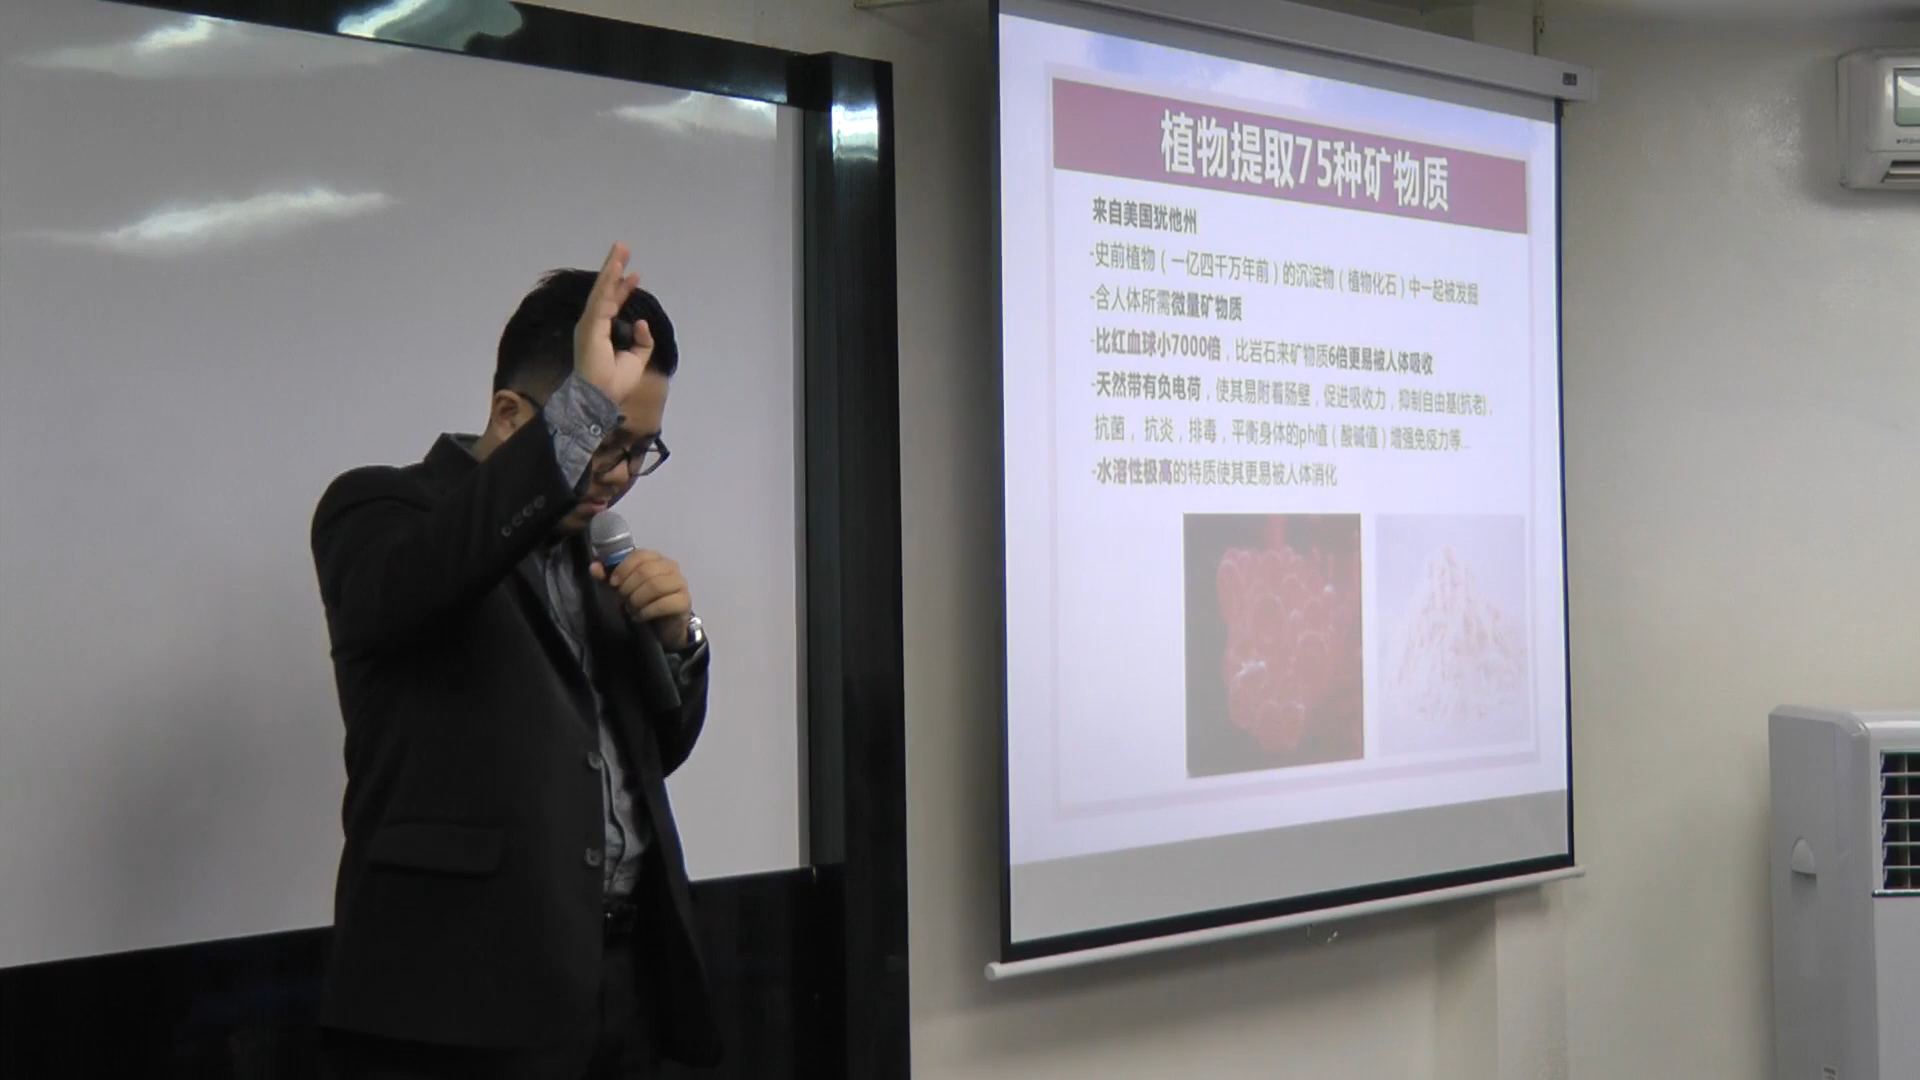 植物提取75种矿物质
来自美国犹他州
-史前植物（一亿四千万年前）的沉淀物（植物化石）中一起被发掘
-含人体所需微量矿物质
-比红血球小7000倍，比岩石来矿物质6倍更易被人体吸收
-天然带有负电荷，使其易附着肠壁，促进吸收力，抑制自由基(抗老)，
抗菌，抗炎，排毒，平衡身体的ph值（酸碱值）增强免疫力等...
-水溶性极高的特质使其更易被人体消化